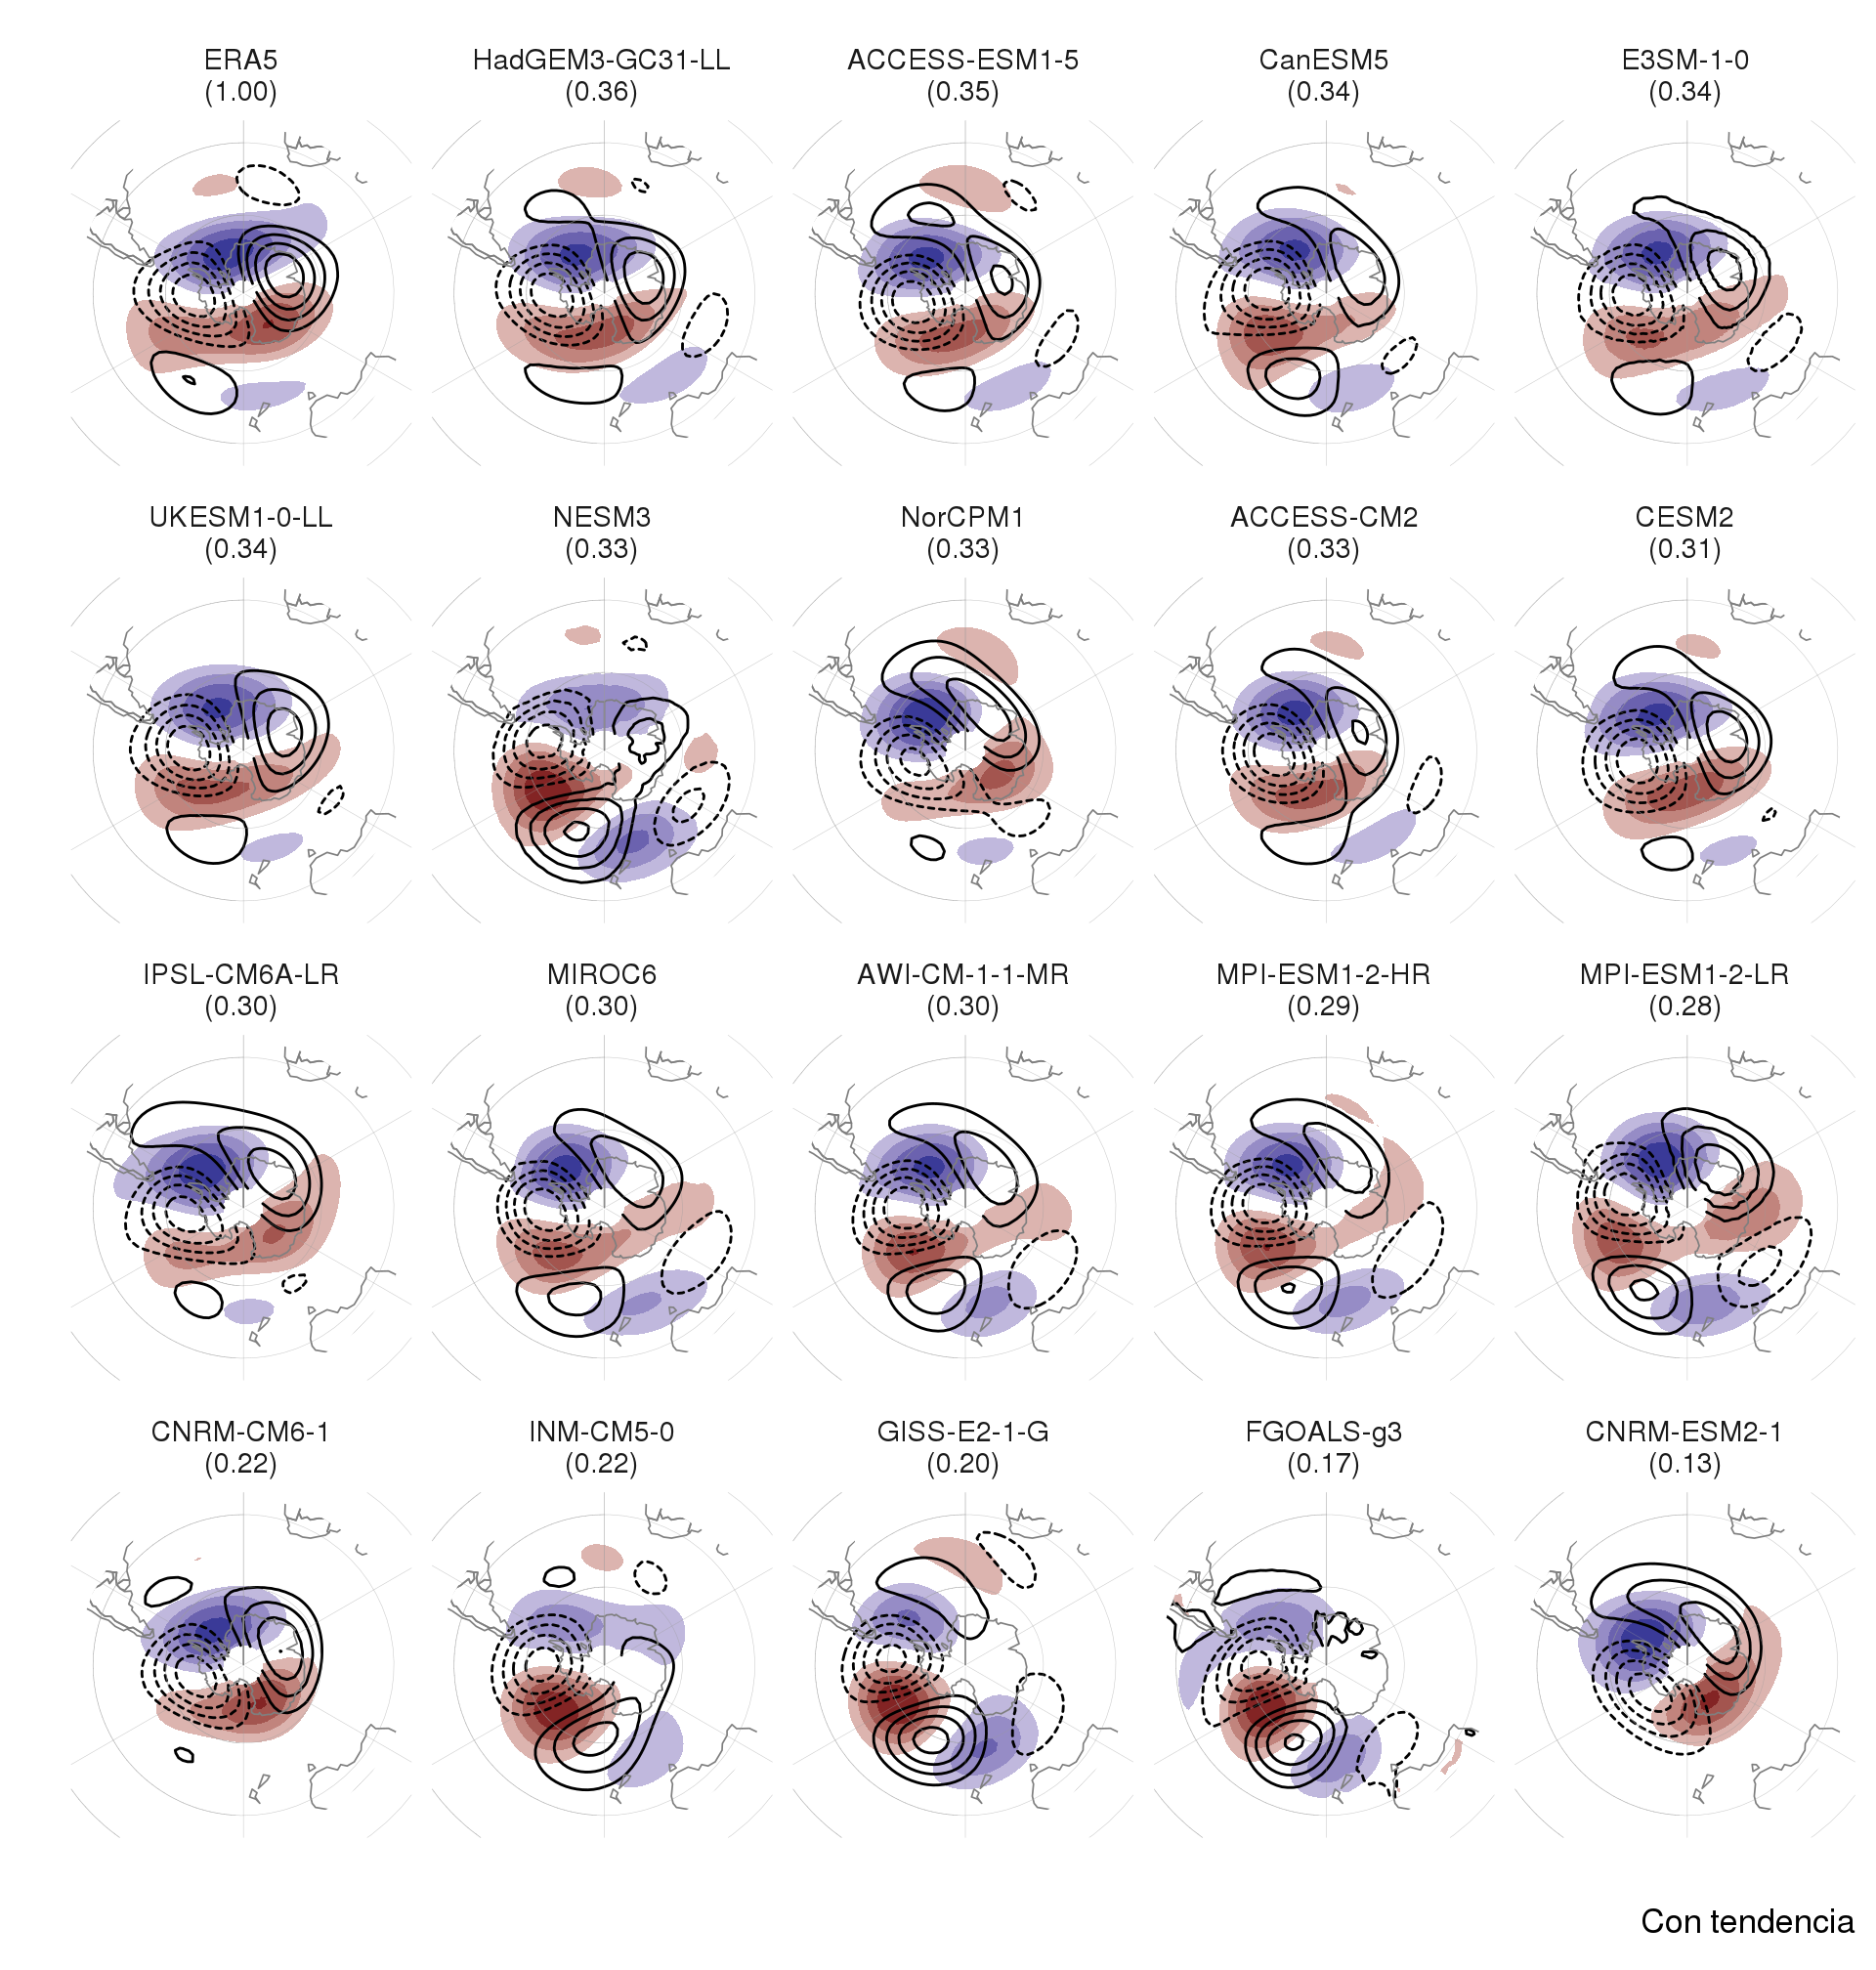 ERA5
(1.00)
HadGEM3-GC31-LL
(0.36)
ACCESS-ESM1-5
(0.35)
CanESM5
(0.34)
E3SM-1-0
(0.34)
UKESM1-0-LL
(0.34)
NESM3
(0.33)
NorCPM1
(0.33)
ACCESS-CM2
(0.33)
CESM2
(0.31)
IPSL-CM6A-LR
(0.30)
MIROC6
(0.30)
AWI-CM-1-1-MR
(0.30)
MPI-ESM1-2-HR
(0.29)
MPI-ESM1-2-LR
(0.28)
CNRM-CM6-1
(0.22)
INM-CM5-0
(0.22)
GISS-E2-1-G
(0.20)
FGOALS-g3
(0.17)
CNRM-ESM2-1
(0.13)
Con tendencia